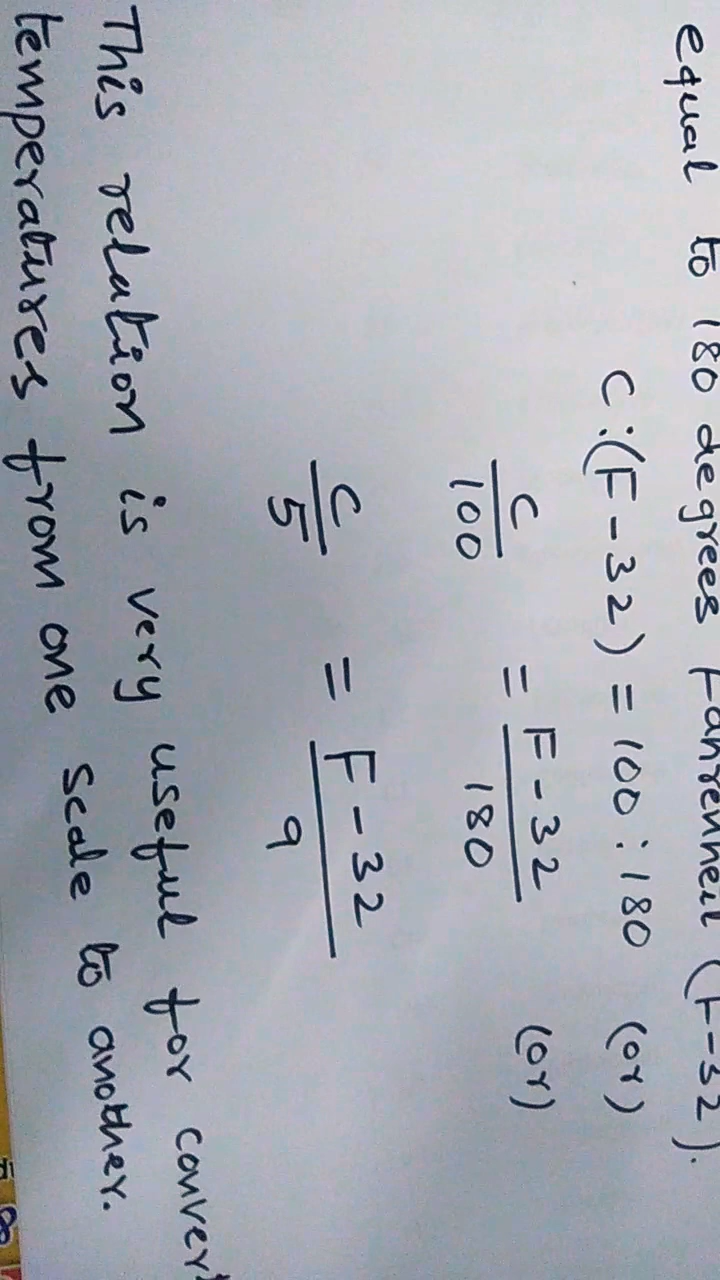 equal to 180 degrees Fahrenheit (F-32).
C:(F-32) = 100:180 (or)
C/100 = F-32/180 (or)
C/5 = F-32/9
This relation is very useful for convert
temperatures from one scale to another.